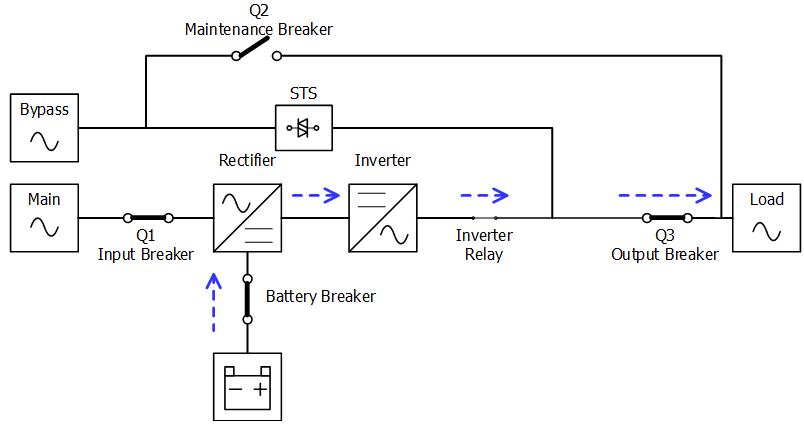 Q2
Maintenance Breaker
STS
Bypass
Rectifier
Inverter
Main
Load
Q1
Input Breaker
Inverter
Relay
Q3
Output Breaker
Battery Breaker
− +